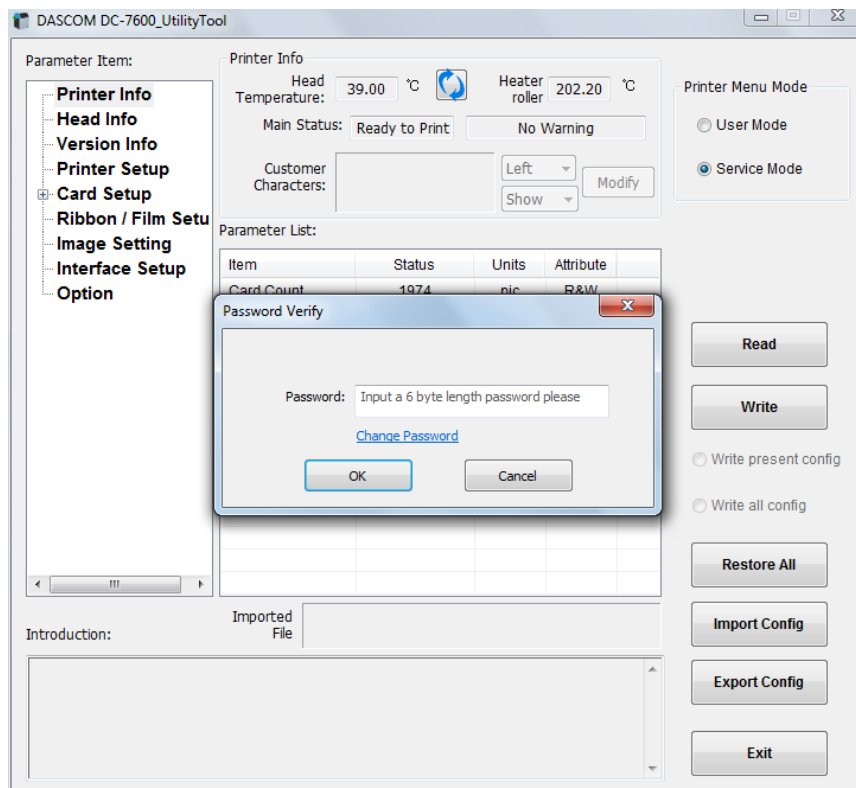 DASCOM DC-7600_UtilityTool
Parameter Item:
Printer Info
Head Info
Version Info
Printer Setup
Card Setup
Ribbon / Film Setu
Image Setting
Interface Setup
Option
Printer Info
Head Temperature:
39.00 °C
Heater roller
202.20 °C
Main Status:
Ready to Print
No Warning
Customer Characters:
Left
Show
Modify
Printer Menu Mode
User Mode
Service Mode
Parameter List:
Item Status Units Attribute
Card Count 1974 pic R&W
Password Verify
Password: Input a 6 byte length password please
Change Password
OK Cancel
Read
Write
Write present config
Write all config
Restore All
Import Config
Export Config
Exit
Imported File
Introduction: